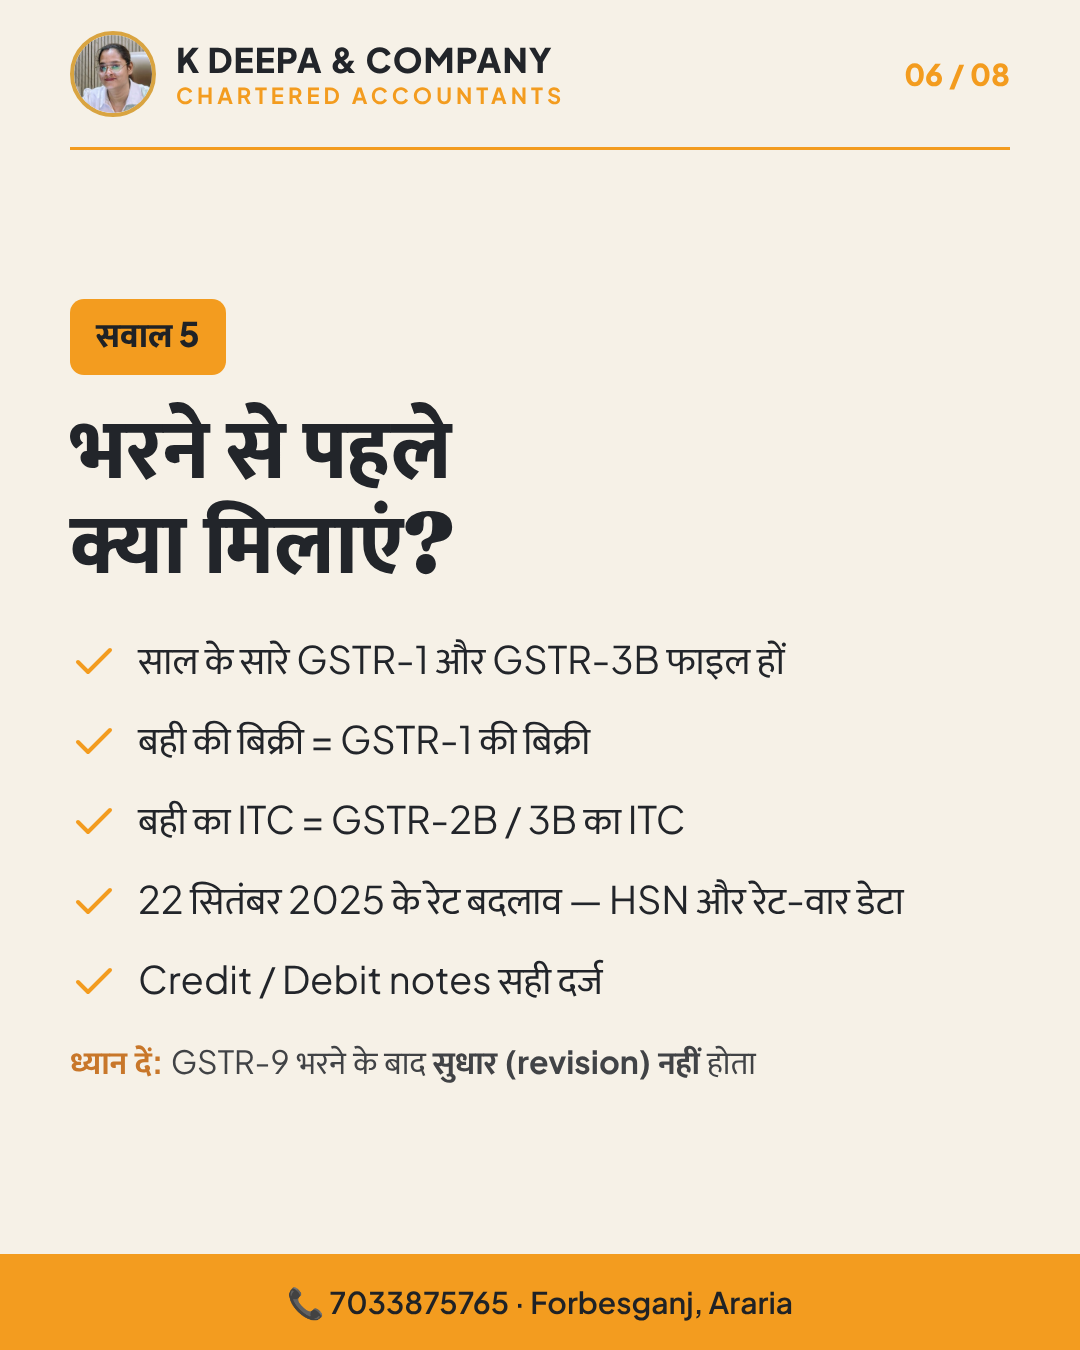 K DEEPA & COMPANY
CHARTERED ACCOUNTANTS
06 / 08
सवाल 5
भरने से पहले
क्या मिलाएं?
साल के सारे GSTR-1 और GSTR-3B फाइल हों
बही की बिक्री = GSTR-1 की बिक्री
बही का ITC = GSTR-2B / 3B का ITC
22 सितंबर 2025 के रेट बदलाव — HSN और रेट-वार डेटा
Credit / Debit notes सही दर्ज
ध्यान दें: GSTR-9 भरने के बाद सुधार (revision) नहीं होता
📞 7033875765 · Forbesganj, Araria